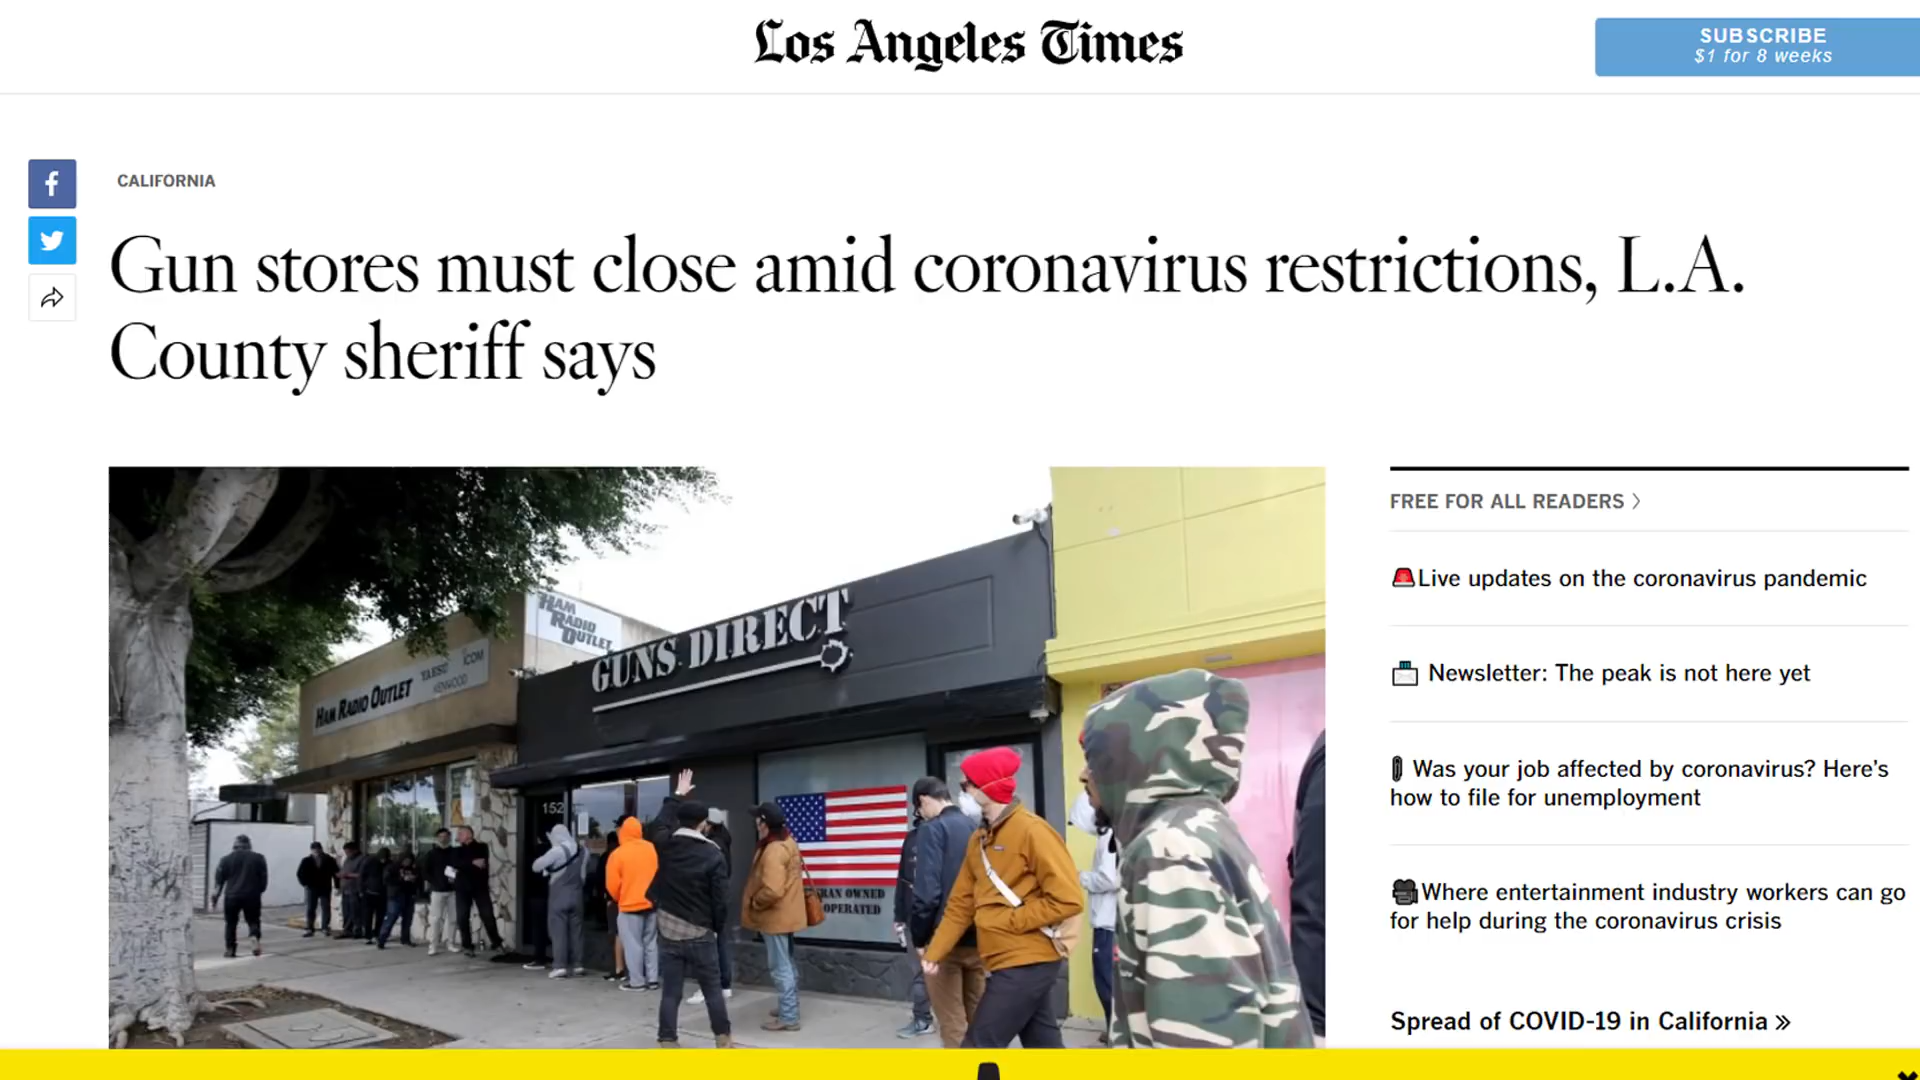 Los Angeles Times
SUBSCRIBE
$1 for 8 weeks
CALIFORNIA
Gun stores must close amid coronavirus restrictions, L.A.
County sheriff says
FREE FOR ALL READERS
Live updates on the coronavirus pandemic
Newsletter: The peak is not here yet
Was your job affected by coronavirus? Here's
how to file for unemployment
Where entertainment industry workers can go
for help during the coronavirus crisis
Spread of COVID-19 in California »
HAM
RADIO
OUTLET
GUNS DIRECT
HAM RADIO OUTLET
YAESU ICOM
KENWOOD
152
RAN OWNED
OPERATED